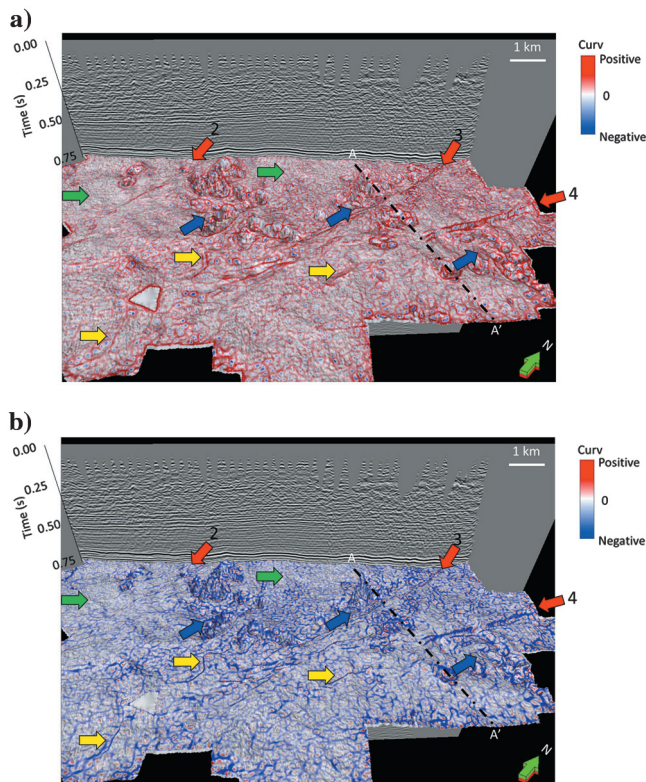 a)
0.00
0.25
0.50
0.75
Time (s)
1 km
Curv
Positive
0
Negative
2
3
4
A
A'
N
b)
0.00
0.25
0.50
0.75
Time (s)
1 km
Curv
Positive
0
Negative
2
3
4
A
A'
N